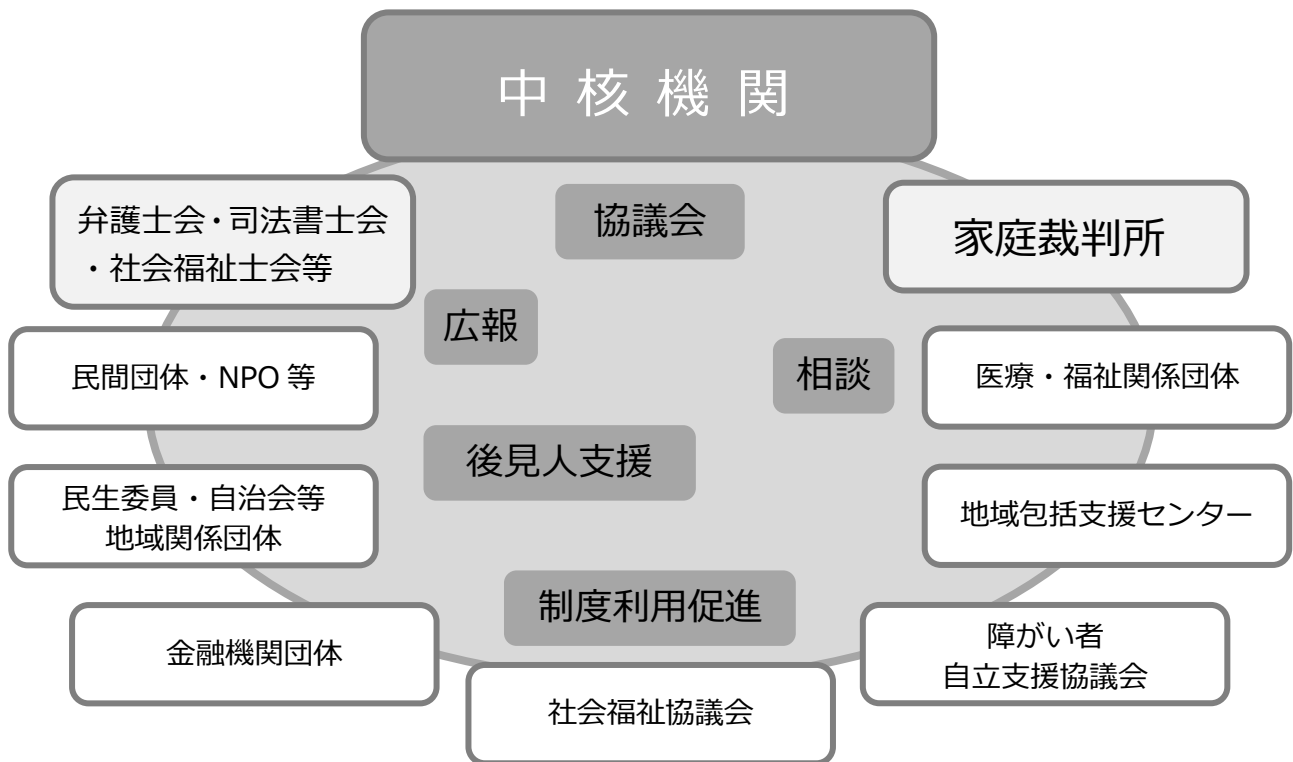 中核機関
弁護士会・司法書士会
・社会福祉士会等
協議会
家庭裁判所
広報
民間団体・NPO 等
相談
医療・福祉関係団体
後見人支援
民生委員・自治会等
地域関係団体
地域包括支援センター
制度利用促進
金融機関団体
障がい者
自立支援協議会
社会福祉協議会